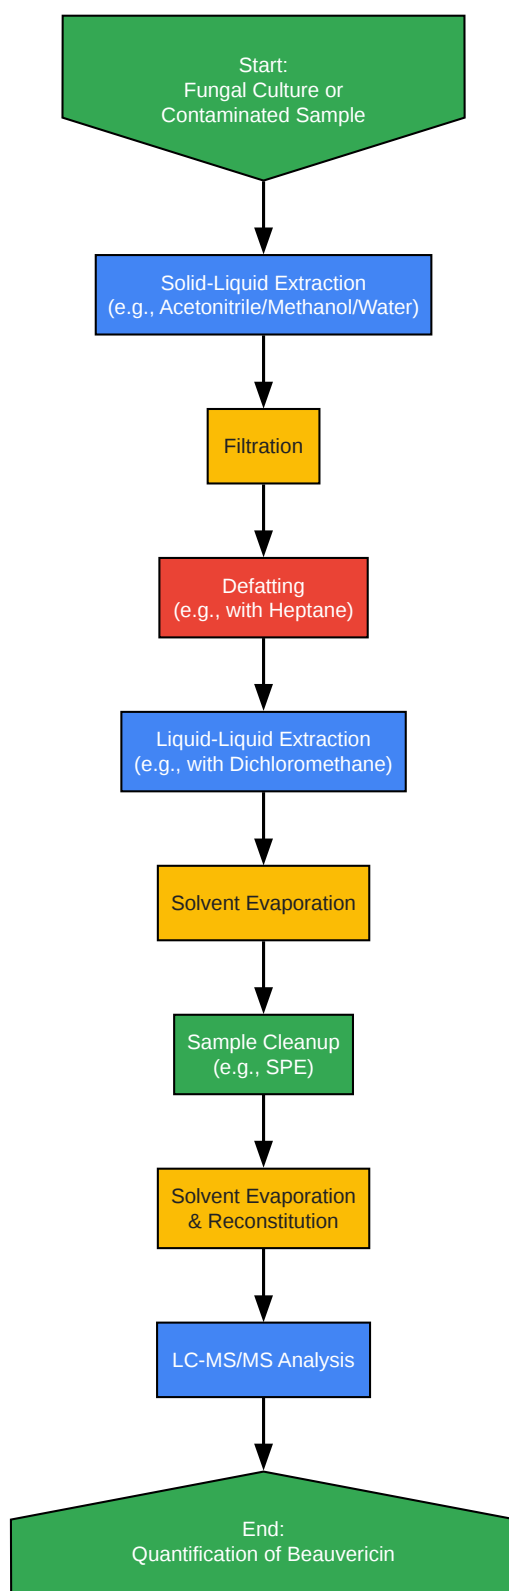 Start:
Fungal Culture or
Contaminated Sample
Solid-Liquid Extraction
(e.g., Acetonitrile/Methanol/Water)
Filtration
Defatting
(e.g., with Heptane)
Liquid-Liquid Extraction
(e.g., with Dichloromethane)
Solvent Evaporation
Sample Cleanup
(e.g., SPE)
Solvent Evaporation
& Reconstitution
LC-MS/MS Analysis
End:
Quantification of Beauvericin